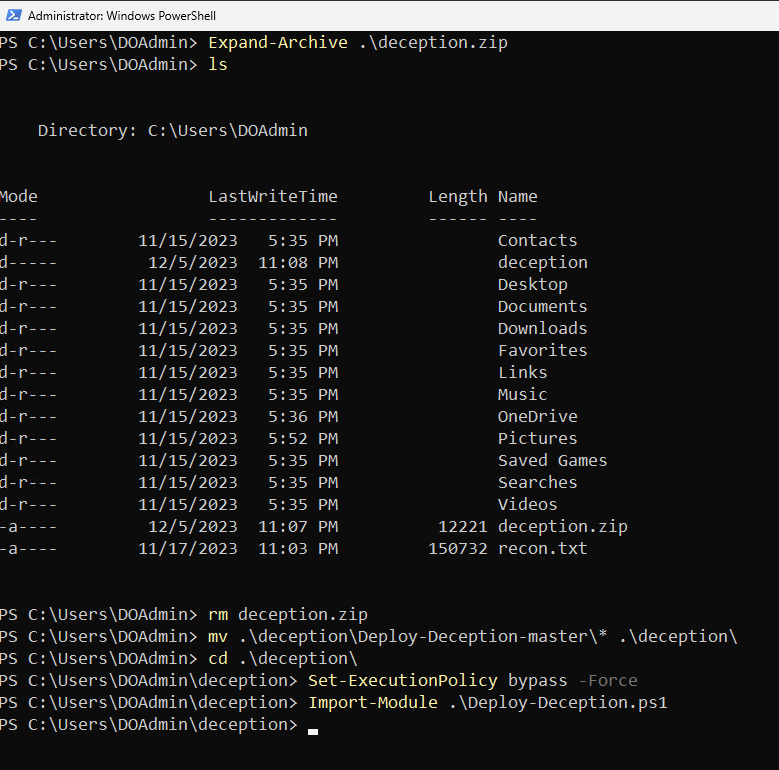 Administrator: Windows PowerShell
PS C:\Users\DOAdmin> Expand-Archive .\deception.zip
PS C:\Users\DOAdmin> ls
Directory: C:\Users\DOAdmin
Mode LastWriteTime Length Name
---- ------------- ------ ----
d-r--- 11/15/2023 5:35 PM Contacts
d----- 12/5/2023 11:08 PM deception
d-r--- 11/15/2023 5:35 PM Desktop
d-r--- 11/15/2023 5:35 PM Documents
d-r--- 11/15/2023 5:35 PM Downloads
d-r--- 11/15/2023 5:35 PM Favorites
d-r--- 11/15/2023 5:35 PM Links
d-r--- 11/15/2023 5:35 PM Music
d-r--- 11/15/2023 5:36 PM OneDrive
d-r--- 11/15/2023 5:52 PM Pictures
d-r--- 11/15/2023 5:35 PM Saved Games
d-r--- 11/15/2023 5:35 PM Searches
d-r--- 11/15/2023 5:35 PM Videos
-a---- 12/5/2023 11:07 PM 12221 deception.zip
-a---- 11/17/2023 11:03 PM 150732 recon.txt
PS C:\Users\DOAdmin> rm deception.zip
PS C:\Users\DOAdmin> mv .\deception\Deploy-Deception-master\* .\deception\
PS C:\Users\DOAdmin> cd .\deception\
PS C:\Users\DOAdmin\deception> Set-ExecutionPolicy bypass -Force
PS C:\Users\DOAdmin\deception> Import-Module .\Deploy-Deception.ps1
PS C:\Users\DOAdmin\deception>